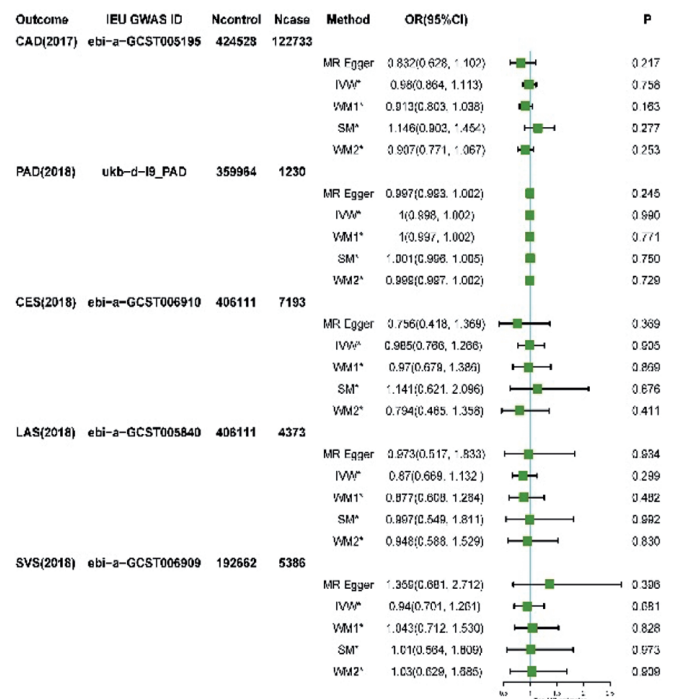 Outcome IEU GWAS ID Ncontrol Ncase Method OR(95%CI) P
CAD(2017) ebi-a-GCST005195 424528 122733
MR Egger 0.832(0.628, 1.102) 0.217
IVW* 0.98(0.864, 1.113) 0.758
WM1* 0.913(0.803, 1.038) 0.163
SM* 1.146(0.903, 1.454) 0.277
WM2* 0.907(0.771, 1.067) 0.253
PAD(2018) ukb-d-I9_PAD 359964 1230
MR Egger 0.997(0.993, 1.002) 0.245
IVW* 1(0.998, 1.002) 0.990
WM1* 1(0.997, 1.002) 0.771
SM* 1.001(0.996, 1.005) 0.750
WM2* 0.999(0.997, 1.002) 0.729
CES(2018) ebi-a-GCST006910 406111 7193
MR Egger 0.756(0.418, 1.369) 0.369
IVW* 0.985(0.766, 1.266) 0.905
WM1* 0.97(0.679, 1.386) 0.869
SM* 1.141(0.621, 2.096) 0.676
WM2* 0.794(0.465, 1.358) 0.411
LAS(2018) ebi-a-GCST005840 406111 4373
MR Egger 0.973(0.517, 1.833) 0.934
IVW* 0.87(0.669, 1.132 ) 0.299
WM1* 0.877(0.608, 1.264) 0.482
SM* 0.997(0.549, 1.811) 0.992
WM2* 0.948(0.588, 1.529) 0.830
SVS(2018) ebi-a-GCST006909 192662 5386
MR Egger 1.359(0.681, 2.712) 0.396
IVW* 0.94(0.701, 1.261) 0.681
WM1* 1.043(0.712, 1.530) 0.828
SM* 1.01(0.564, 1.809) 0.973
WM2* 1.03(0.629, 1.685) 0.909